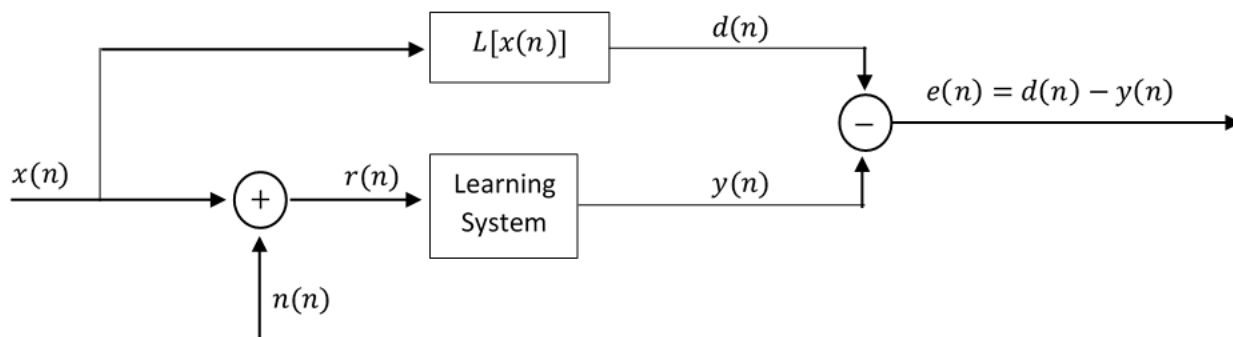 L[x(n)]
d(n)
e(n) = d(n) − y(n)
−
x(n)
+
r(n)
Learning
System
y(n)
n(n)